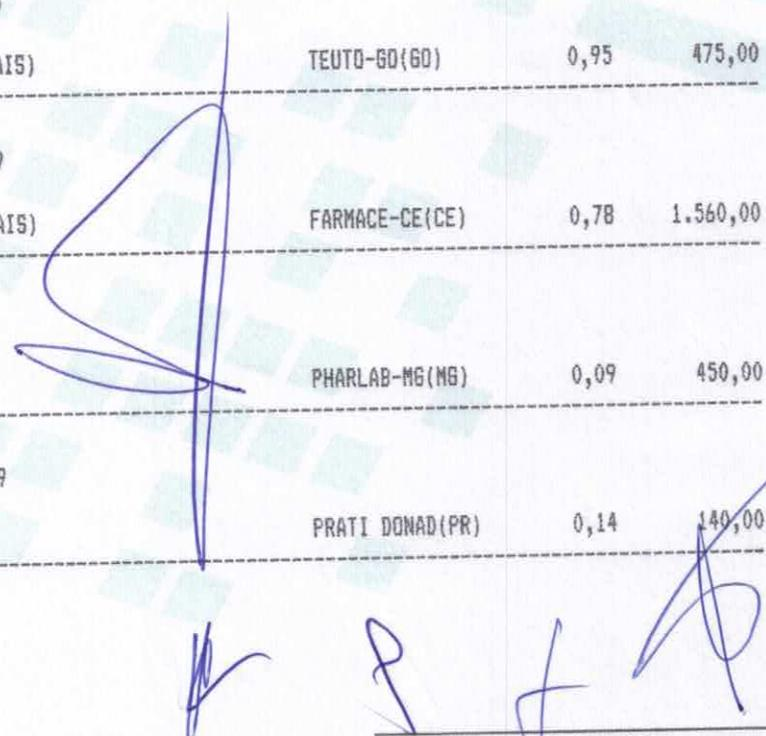 AIS) TEUTO-GO(GO) 0,95 475,00
AIS) FARMACE-CE(CE) 0,78 1.560,00
PHARLAB-MG(MG) 0,09 450,00
9
PRATI DONAD(PR) 0,14 140,00